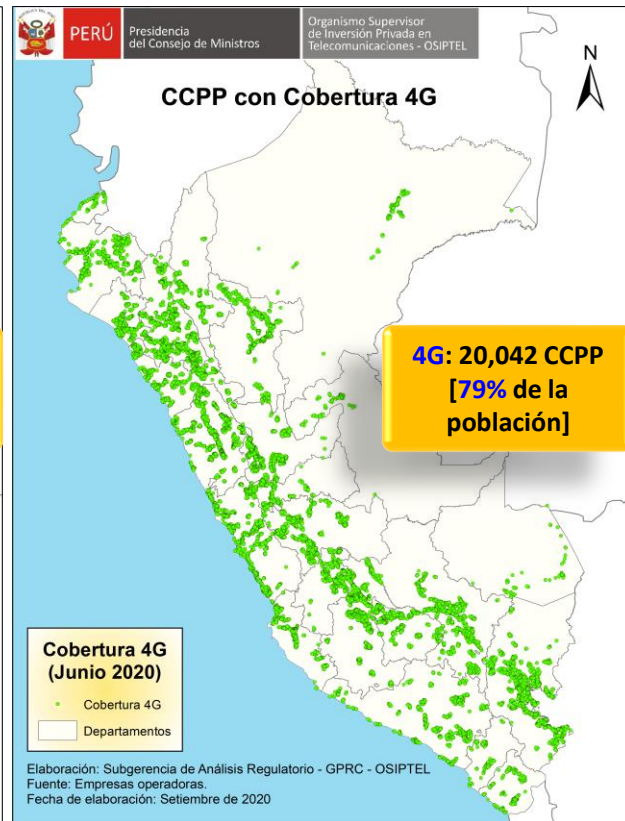 PERÚ
Presidencia
del Consejo de Ministros
Organismo Supervisor
de Inversión Privada en
Telecomunicaciones - OSIPTEL
CCPP con Cobertura 4G
N
4G: 20,042 CCPP
[79% de la
población]
Cobertura 4G
(Junio 2020)
Cobertura 4G
Departamentos
Elaboración: Subgerencia de Análisis Regulatorio - GPRC - OSIPTEL
Fuente: Empresas operadoras.
Fecha de elaboración: Setiembre de 2020